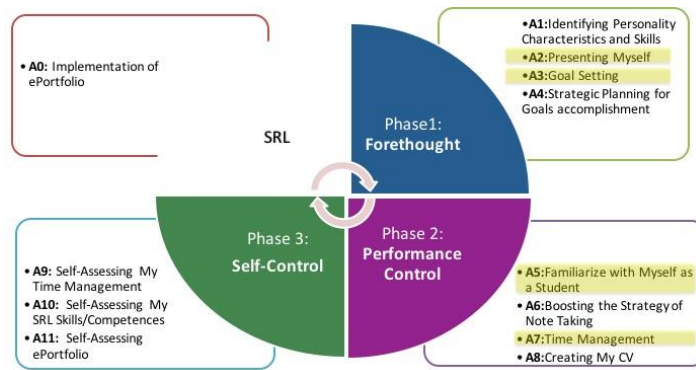 • A0: Implementation of
ePortfolio
SRL
Phase1:
Forethought
• A1:Identifying Personality
Characteristics and Skills
• A2:Presenting Myself
• A3:Goal Setting
• A4:Strategic Planning for
Goals accomplishment
Phase 3:
Self-Control
Phase 2:
Performance
Control
• A9: Self-Assessing My
Time Management
• A10: Self-Assessing My
SRL Skills/Competences
• A11: Self-Assessing
ePortfolio
• A5:Familiarize with Myself as
a Student
• A6:Boosting the Strategy of
Note Taking
• A7:Time Management
• A8:Creating My CV